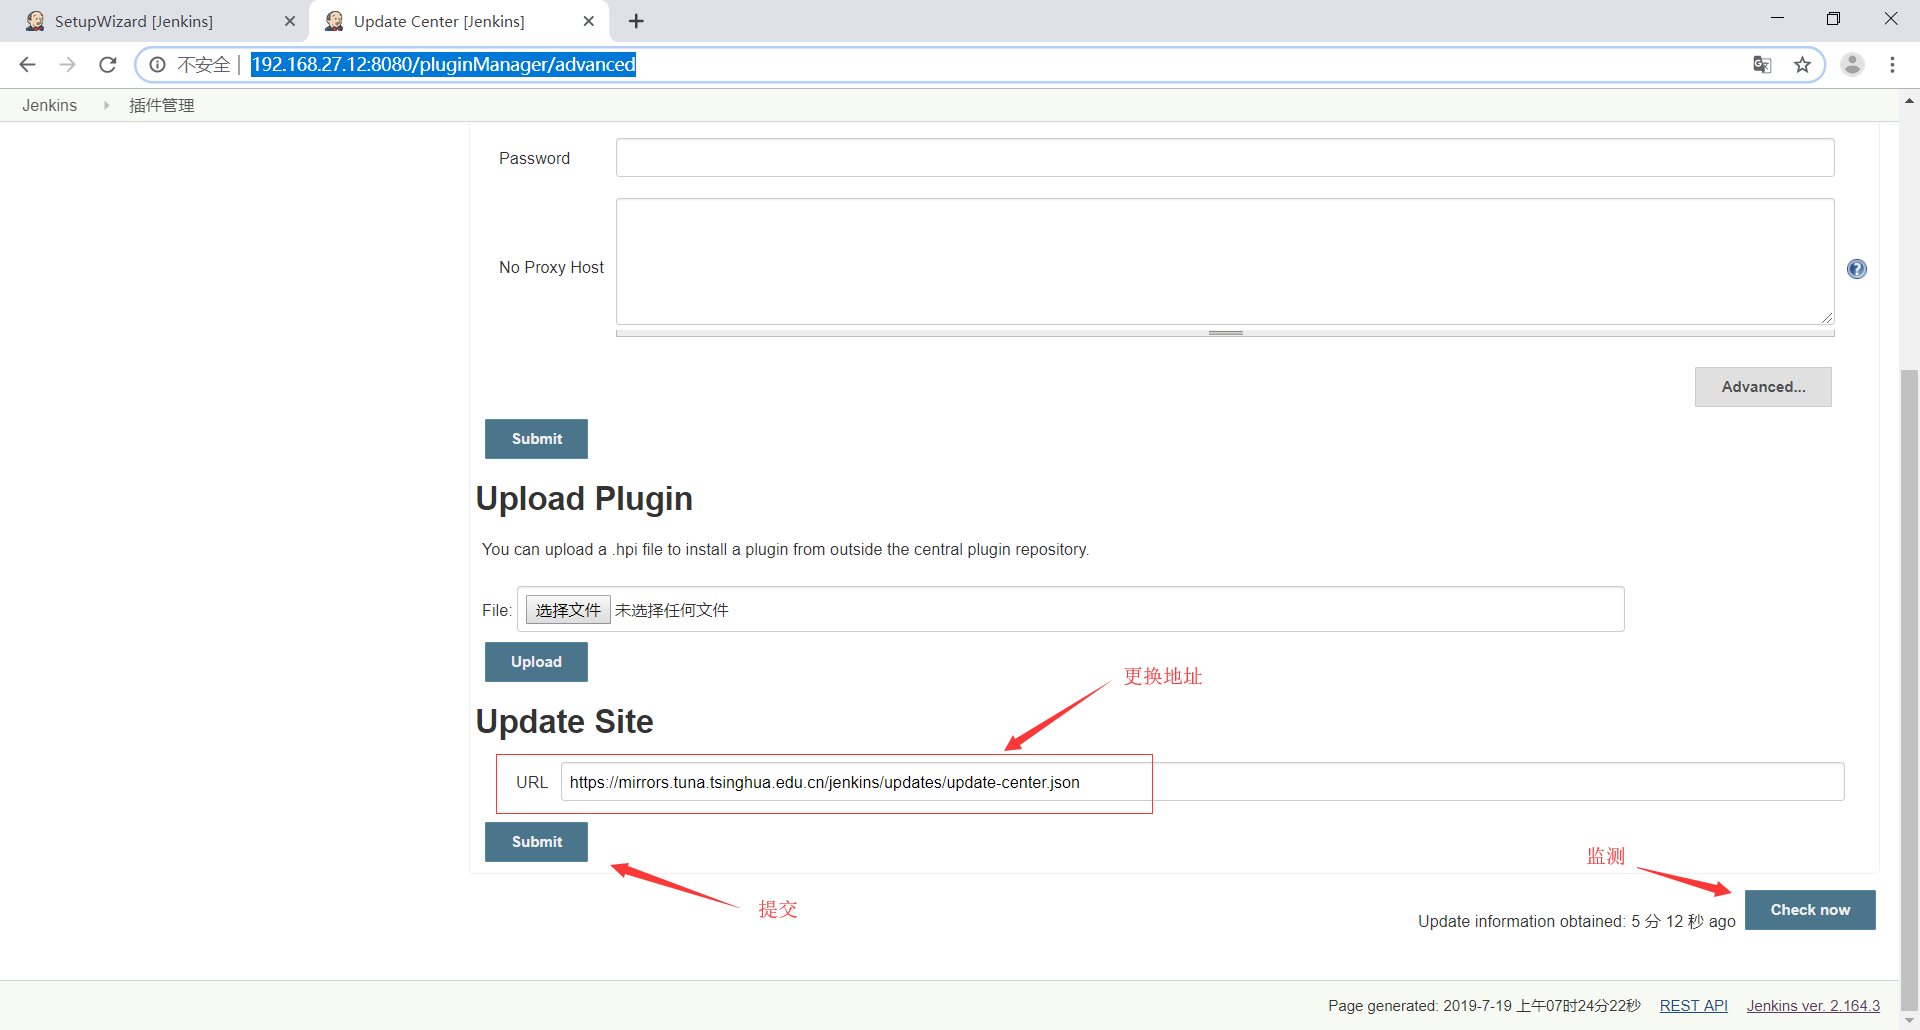 SetupWizard [Jenkins]
Update Center [Jenkins]
不安全 192.168.27.12:8080/pluginManager/advanced
Jenkins 插件管理
Password
No Proxy Host
Advanced...
Submit
Upload Plugin
You can upload a .hpi file to install a plugin from outside the central plugin repository.
File: 选择文件 未选择任何文件
Upload
更换地址
Update Site
URL https://mirrors.tuna.tsinghua.edu.cn/jenkins/updates/update-center.json
Submit
监测
提交
Check now
Update information obtained: 5 分 12 秒 ago
Page generated: 2019-7-19 上午07时24分22秒 REST API Jenkins ver. 2.164.3